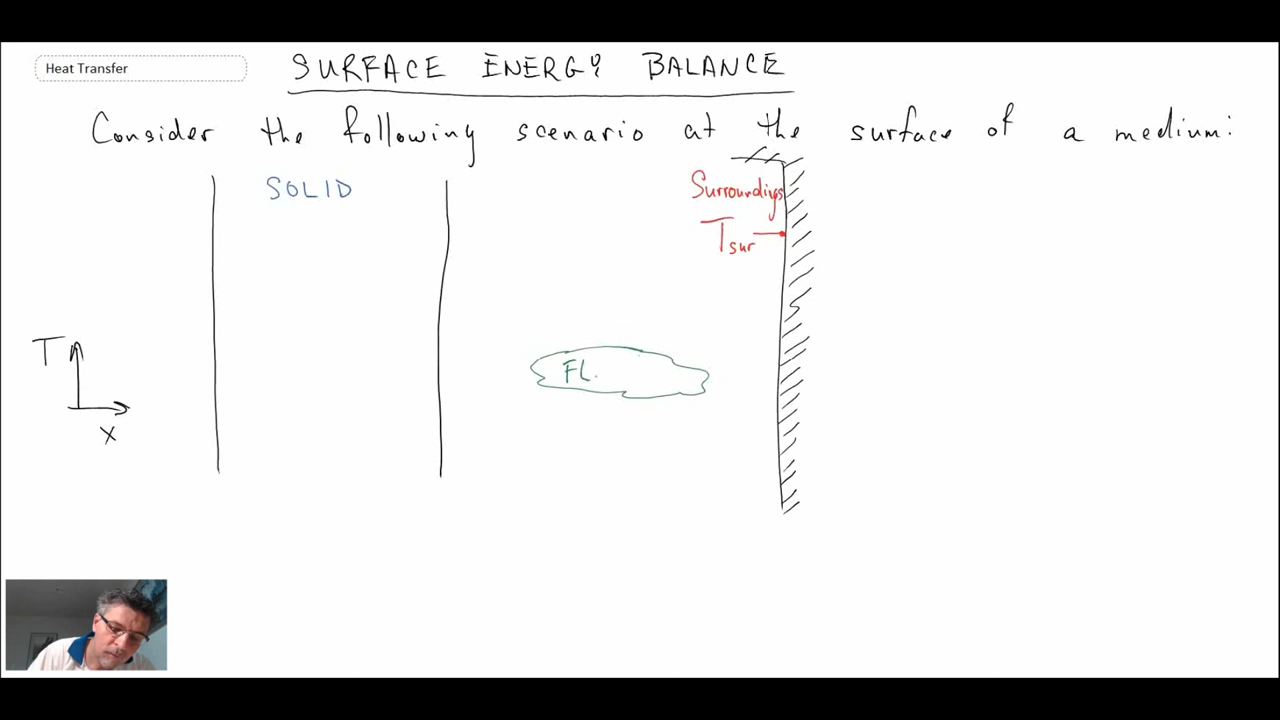 Heat Transfer
SURFACE ENERGY BALANCE
Consider the following scenario at the surface of a medium:
SOLID
Surroundings
Tsur
T
FL
x